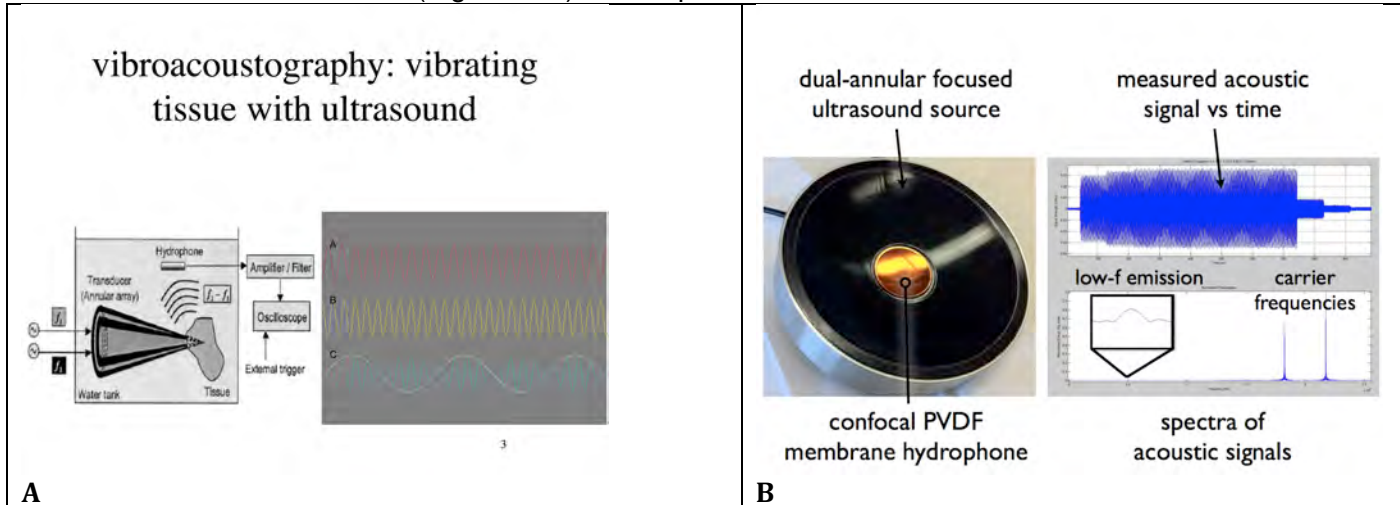 vibroacoustography: vibrating
tissue with ultrasound
Hydrophone
Transducer
(Annular array)
Amplifier / Filter
Oscilloscope
External trigger
Water tank
Tissue
A
B
C
3
A
dual-annular focused
ultrasound source
measured acoustic
signal vs time
low-f emission
carrier
frequencies
confocal PVDF
membrane hydrophone
spectra of
acoustic signals
B